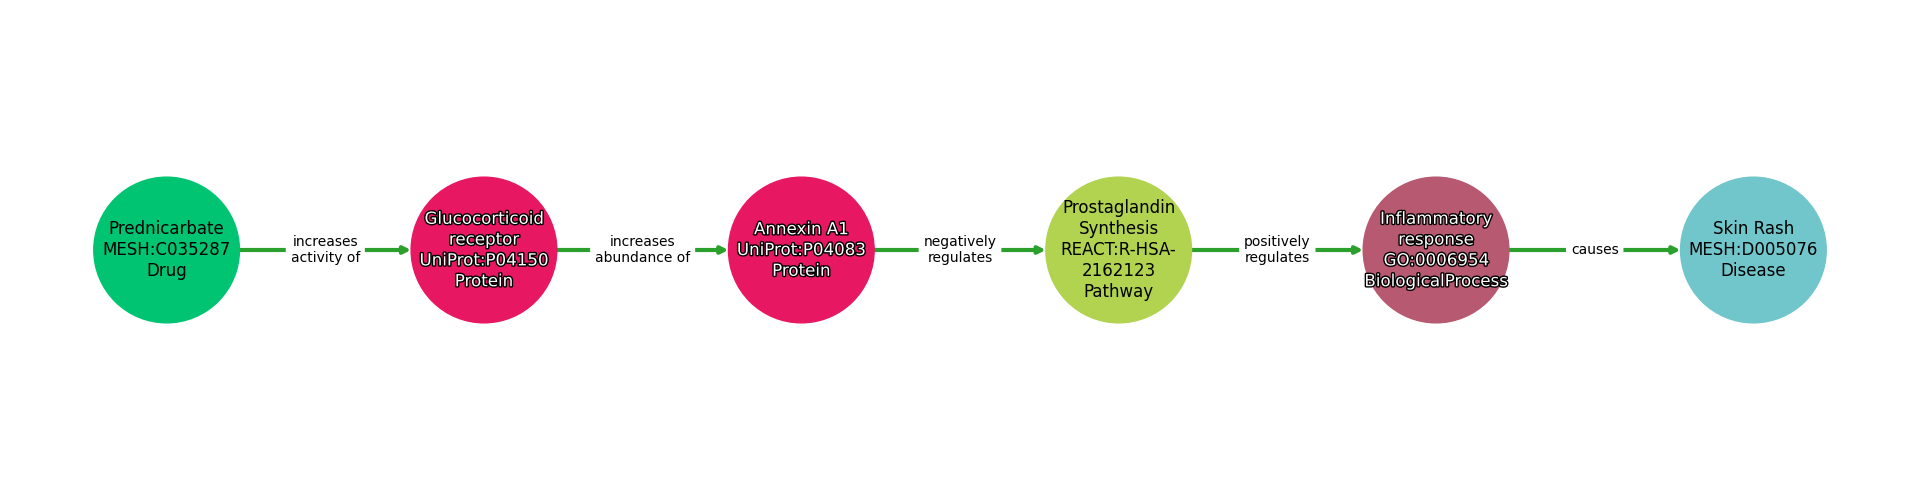 Prednicarbate
MESH:C035287
Drug
increases
activity of
Glucocorticoid
receptor
UniProt:P04150
Protein
increases
abundance of
Annexin A1
UniProt:P04083
Protein
negatively
regulates
Prostaglandin
Synthesis
REACT:R-HSA-
2162123
Pathway
positively
regulates
Inflammatory
response
GO:0006954
BiologicalProcess
causes
Skin Rash
MESH:D005076
Disease